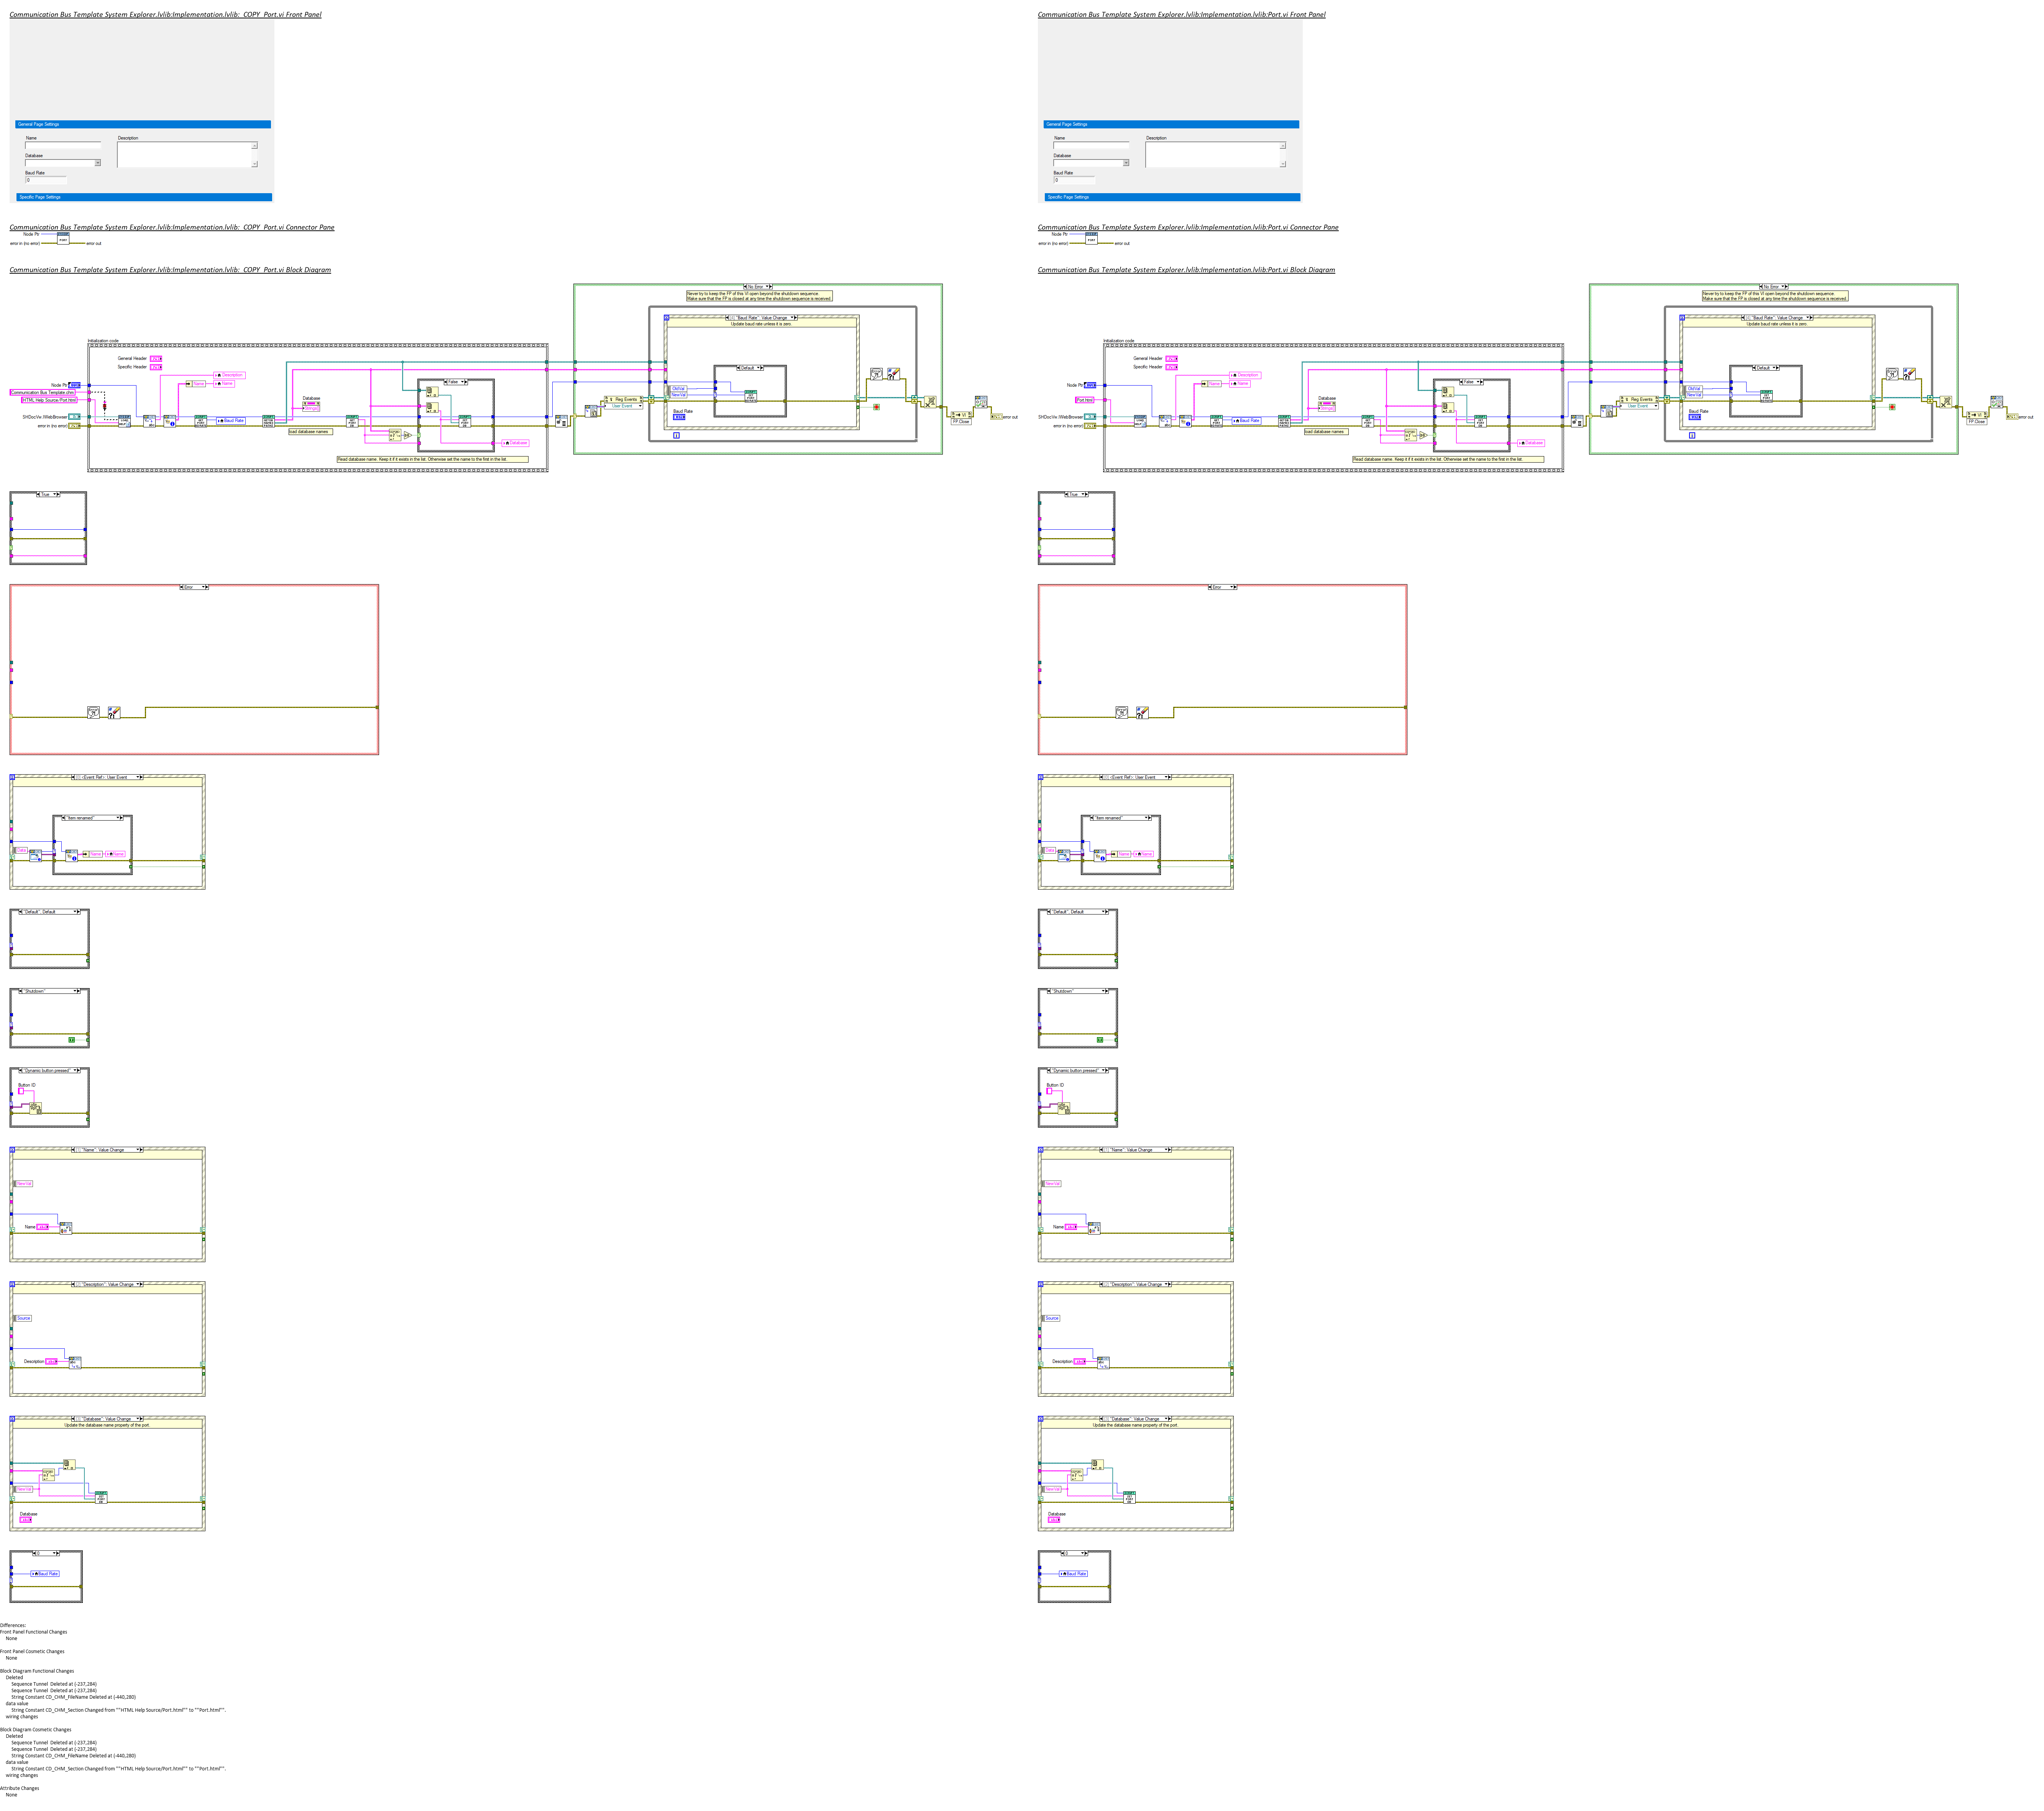 Communication Bus Template System Explorer.lvlib:Implementation.lvlib:_COPY_Port.vi Front Panel
General Page Settings
Name
Description
Database
Baud Rate
0
Specific Page Settings
Communication Bus Template System Explorer.lvlib:Implementation.lvlib:_COPY_Port.vi Connector Pane
Node Ptr
PORT
error in (no error)
error out
Communication Bus Template System Explorer.lvlib:Implementation.lvlib:_COPY_Port.vi Block Diagram
No Error
Never try to keep the FP of this VI open beyond the shutdown sequence.
Make sure that the FP is closed at any time the shutdown sequence is received.
"Baud Rate": Value Change
Update baud rate unless it is zero.
Initialization code
General Header
Specific Header
Description
Name
Name
Node Ptr
Communication Bus Template.chm
HTML Help Source/Port.html
SHDocVw.IWebBrowser
error in (no error)
Baud Rate
Database
Strings
load database names
False
Database
Read database name. Keep it if it exists in the list. Otherwise set the name to the first in the list.
Reg Events
User Event
Default
OldVal
NewVal
Baud Rate
i
VI
FP.Close
error out
True
Error
<Event Ref>: User Event
"Item renamed"
Data
Name
Name
"Default", Default
"Shutdown"
"Dynamic button pressed"
Button ID
"Name": Value Change
NewVal
Name
"Description": Value Change
Source
Description
"Database": Value Change
Update the database name property of the port.
NewVal
Database
0
Baud Rate
Differences:
Front Panel Functional Changes
None
Front Panel Cosmetic Changes
None
Block Diagram Functional Changes
Deleted
Sequence Tunnel  Deleted at (-237,284)
Sequence Tunnel  Deleted at (-237,284)
String Constant CD_CHM_FileName Deleted at (-440,280)
data value
String Constant CD_CHM_Section Changed from ""HTML Help Source/Port.html"" to ""Port.html"".
wiring changes
Block Diagram Cosmetic Changes
Deleted
Sequence Tunnel  Deleted at (-237,284)
Sequence Tunnel  Deleted at (-237,284)
String Constant CD_CHM_FileName Deleted at (-440,280)
data value
String Constant CD_CHM_Section Changed from ""HTML Help Source/Port.html"" to ""Port.html"".
wiring changes
Attribute Changes
None
Communication Bus Template System Explorer.lvlib:Implementation.lvlib:Port.vi Front Panel
General Page Settings
Name
Description
Database
Baud Rate
0
Specific Page Settings
Communication Bus Template System Explorer.lvlib:Implementation.lvlib:Port.vi Connector Pane
Node Ptr
PORT
error in (no error)
error out
Communication Bus Template System Explorer.lvlib:Implementation.lvlib:Port.vi Block Diagram
No Error
Never try to keep the FP of this VI open beyond the shutdown sequence.
Make sure that the FP is closed at any time the shutdown sequence is received.
"Baud Rate": Value Change
Update baud rate unless it is zero.
Initialization code
General Header
Specific Header
Description
Name
Name
Node Ptr
Port.html
SHDocVw.IWebBrowser
error in (no error)
Baud Rate
Database
Strings
load database names
False
Database
Read database name. Keep it if it exists in the list. Otherwise set the name to the first in the list.
Reg Events
User Event
Default
OldVal
NewVal
Baud Rate
i
VI
FP.Close
error out
True
Error
<Event Ref>: User Event
"Item renamed"
Data
Name
Name
"Default", Default
"Shutdown"
"Dynamic button pressed"
Button ID
"Name": Value Change
NewVal
Name
"Description": Value Change
Source
Description
"Database": Value Change
Update the database name property of the port.
NewVal
Database
0
Baud Rate